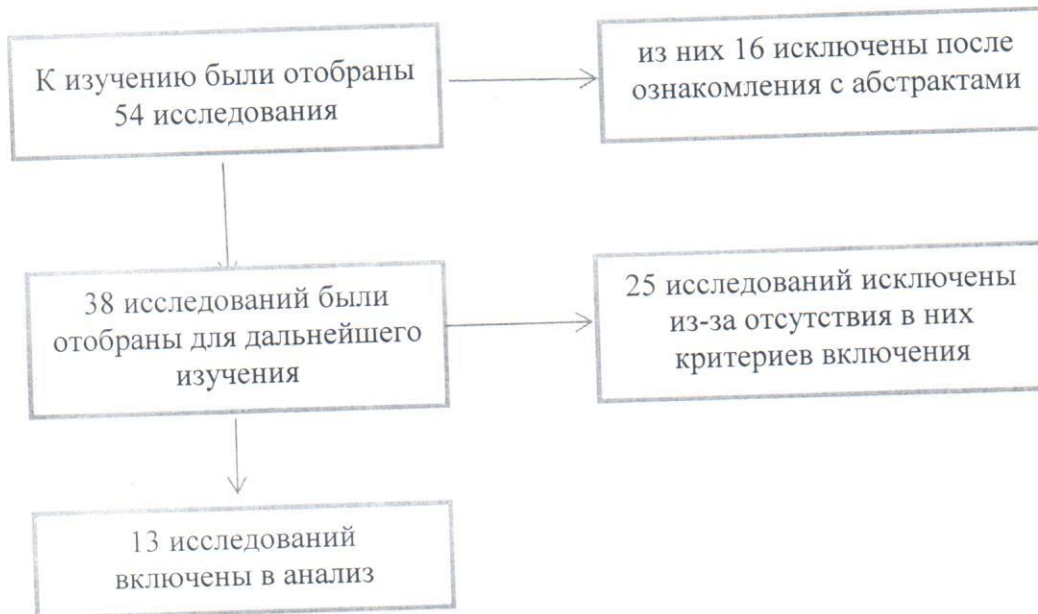 К изучению были отобраны
54 исследования
из них 16 исключены после
ознакомления с абстрактами
38 исследований были
отобраны для дальнейшего
изучения
25 исследований исключены
из-за отсутствия в них
критериев включения
13 исследований
включены в анализ